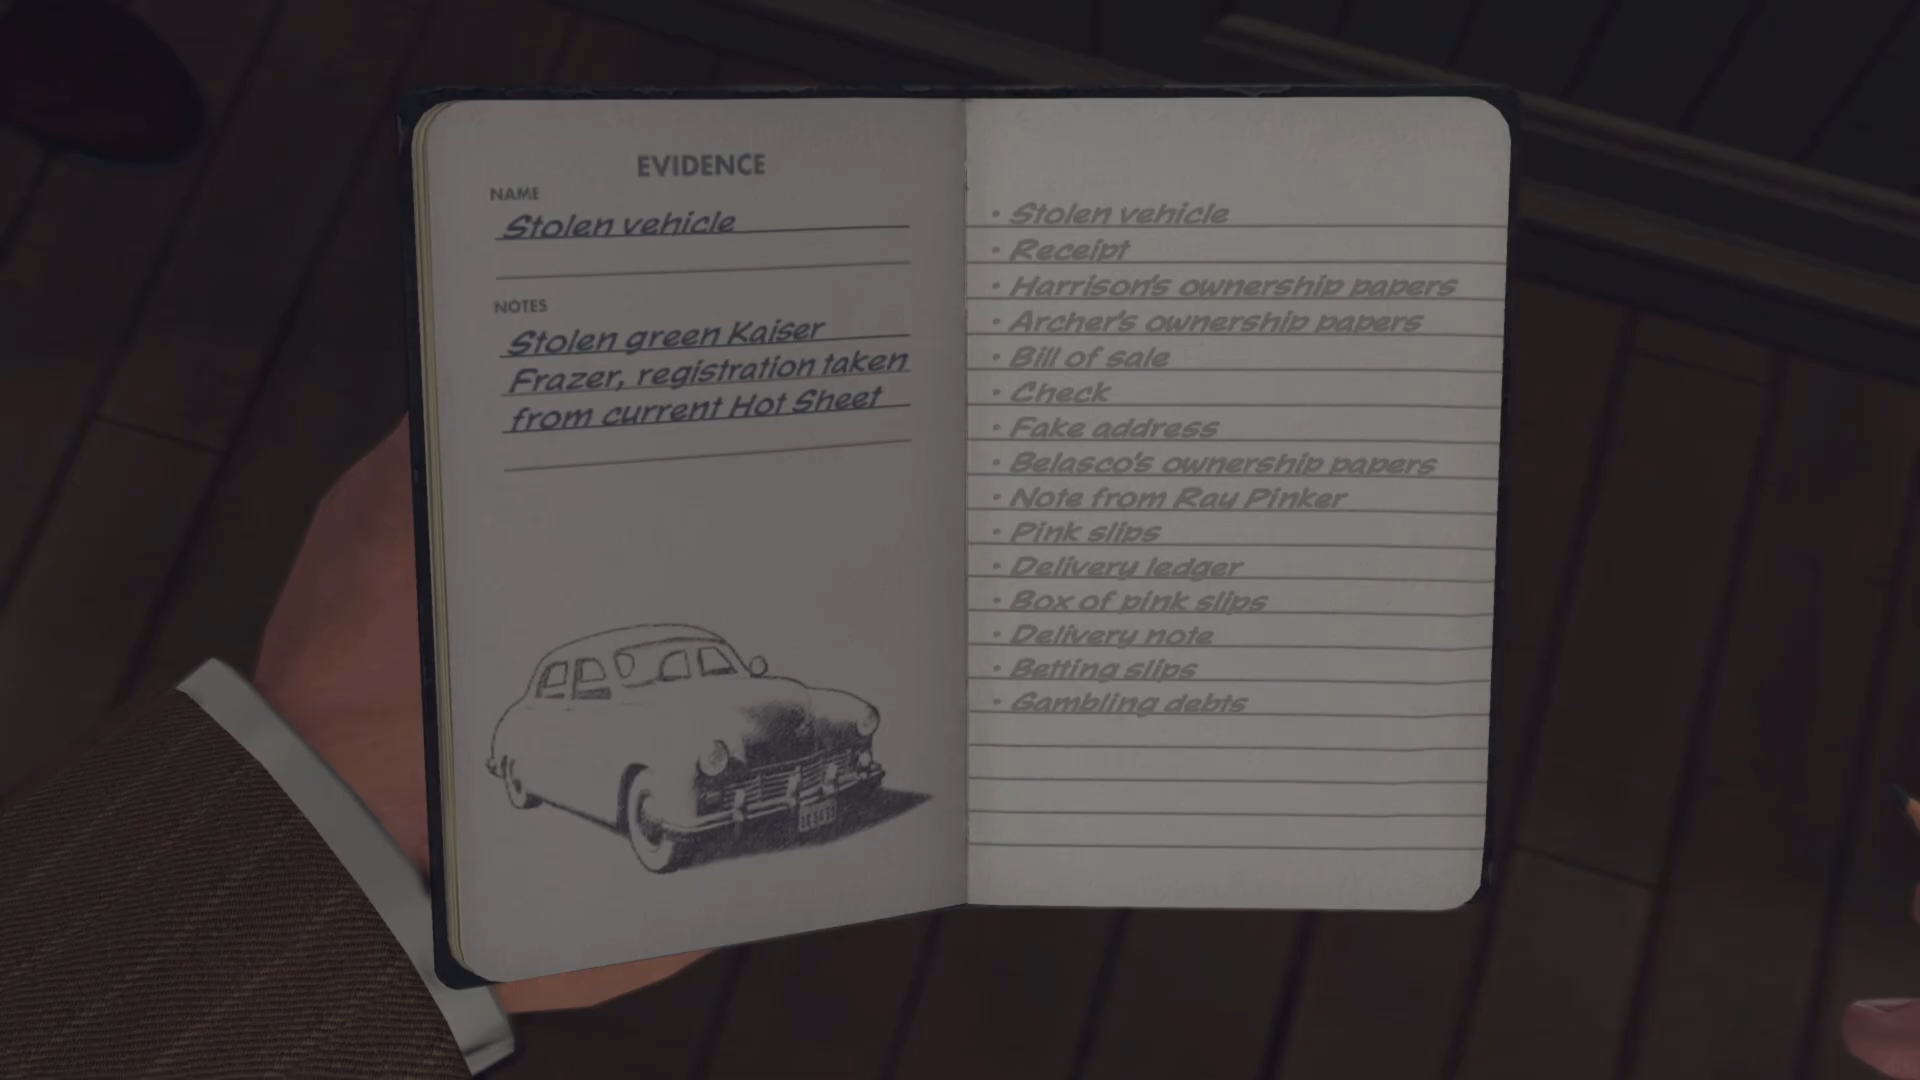 EVIDENCE
NAME
Stolen vehicle
NOTES
Stolen green Kaiser
Frazer, registration taken
from current Hot Sheet
• Stolen vehicle
• Receipt
• Harrison's ownership papers
• Archer's ownership papers
• Bill of sale
• Check
• Fake address
• Belasco's ownership papers
• Note from Ray Pinker
• Pink slips
• Delivery ledger
• Box of pink slips
• Delivery note
• Betting slips
• Gambling debts